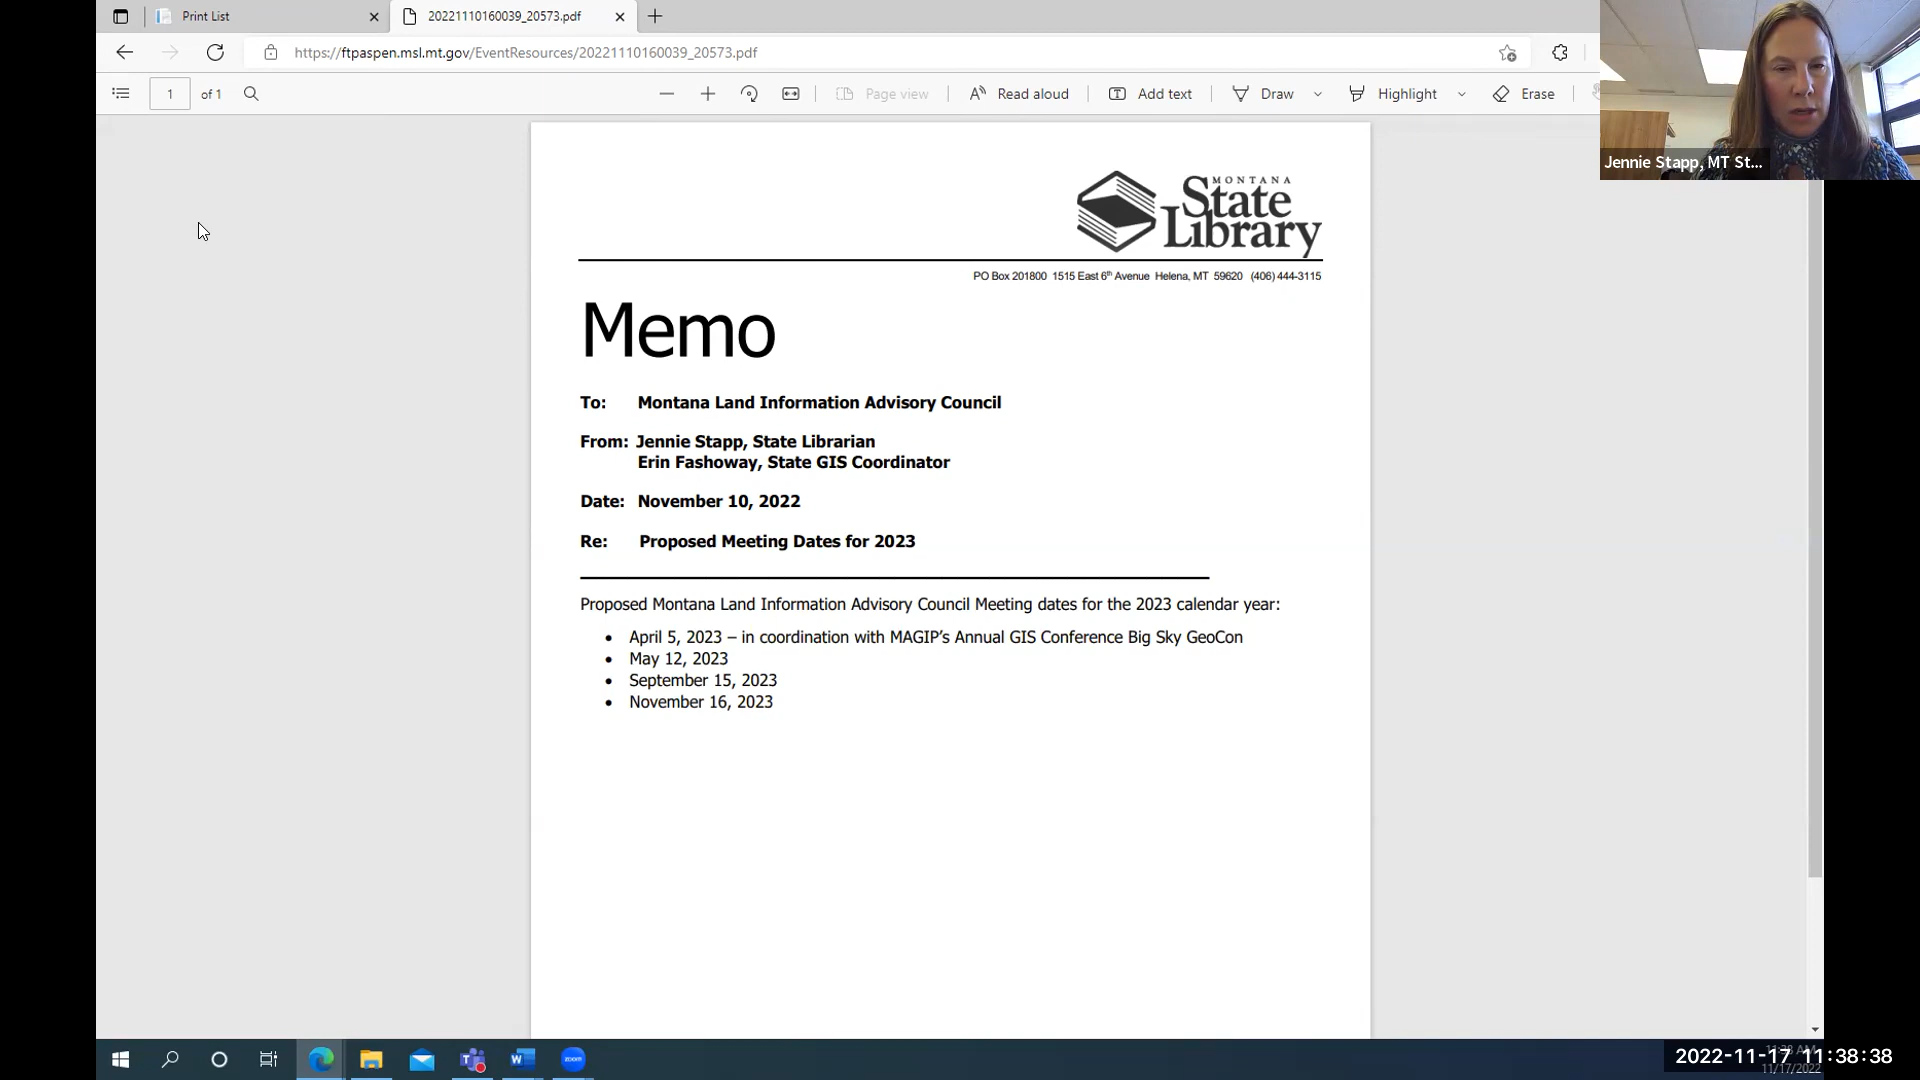 Print List
20221110160039_20573.pdf
https://ftpaspen.msl.mt.gov/EventResources/20221110160039_20573.pdf
1 of 1
Page view
Read aloud
Add text
Draw
Highlight
Erase
Jennie Stapp, MT St...
MONTANA
State
Library
PO Box 201800 1515 East 6th Avenue Helena, MT 59620 (406) 444-3115
Memo
To: Montana Land Information Advisory Council
From: Jennie Stapp, State Librarian
Erin Fashoway, State GIS Coordinator
Date: November 10, 2022
Re: Proposed Meeting Dates for 2023
Proposed Montana Land Information Advisory Council Meeting dates for the 2023 calendar year:
• April 5, 2023 – in coordination with MAGIP’s Annual GIS Conference Big Sky GeoCon
• May 12, 2023
• September 15, 2023
• November 16, 2023
zoom
2022-11-17 11:38:38
11/17/2022